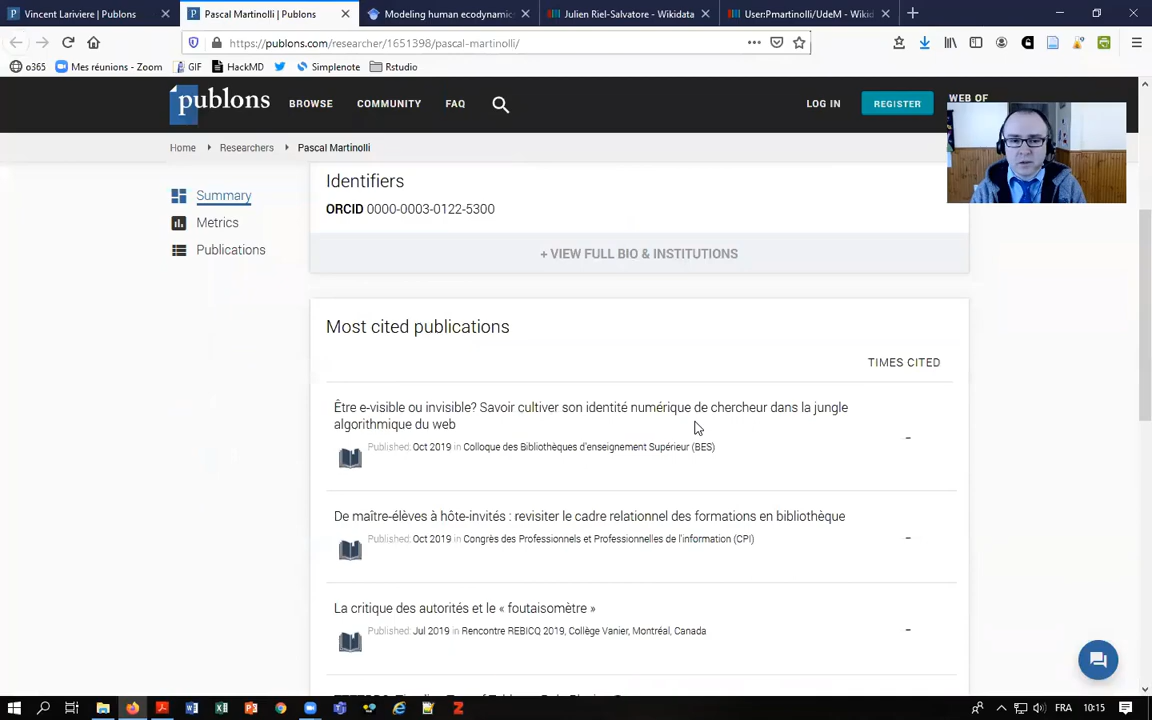 Vincent Lariviere | Publons
Pascal Martinolli | Publons
Modeling human ecodynamics
Julien Riel-Salvatore - Wikidata
User:Pmartinolli/UdeM - Wikid
https://publons.com/researcher/1651398/pascal-martinolli/
o365
Mes réunions - Zoom
GIF
HackMD
Simplenote
Rstudio
publons
BROWSE
COMMUNITY
FAQ
LOG IN
REGISTER
WEB OF
Home
Researchers
Pascal Martinolli
Summary
Metrics
Publications
Identifiers
ORCID 0000-0003-0122-5300
+ VIEW FULL BIO & INSTITUTIONS
Most cited publications
TIMES CITED
Être e-visible ou invisible? Savoir cultiver son identité numérique de chercheur dans la jungle
algorithmique du web
Published: Oct 2019 in Colloque des Bibliothèques d'enseignement Supérieur (BES)
-
De maître-élèves à hôte-invités : revisiter le cadre relationnel des formations en bibliothèque
Published: Oct 2019 in Congrès des Professionnels et Professionnelles de l'information (CPI)
-
La critique des autorités et le « foutaisomètre »
Published: Jul 2019 in Rencontre REBICQ 2019, Collège Vanier, Montréal, Canada
-
FRA
10:15